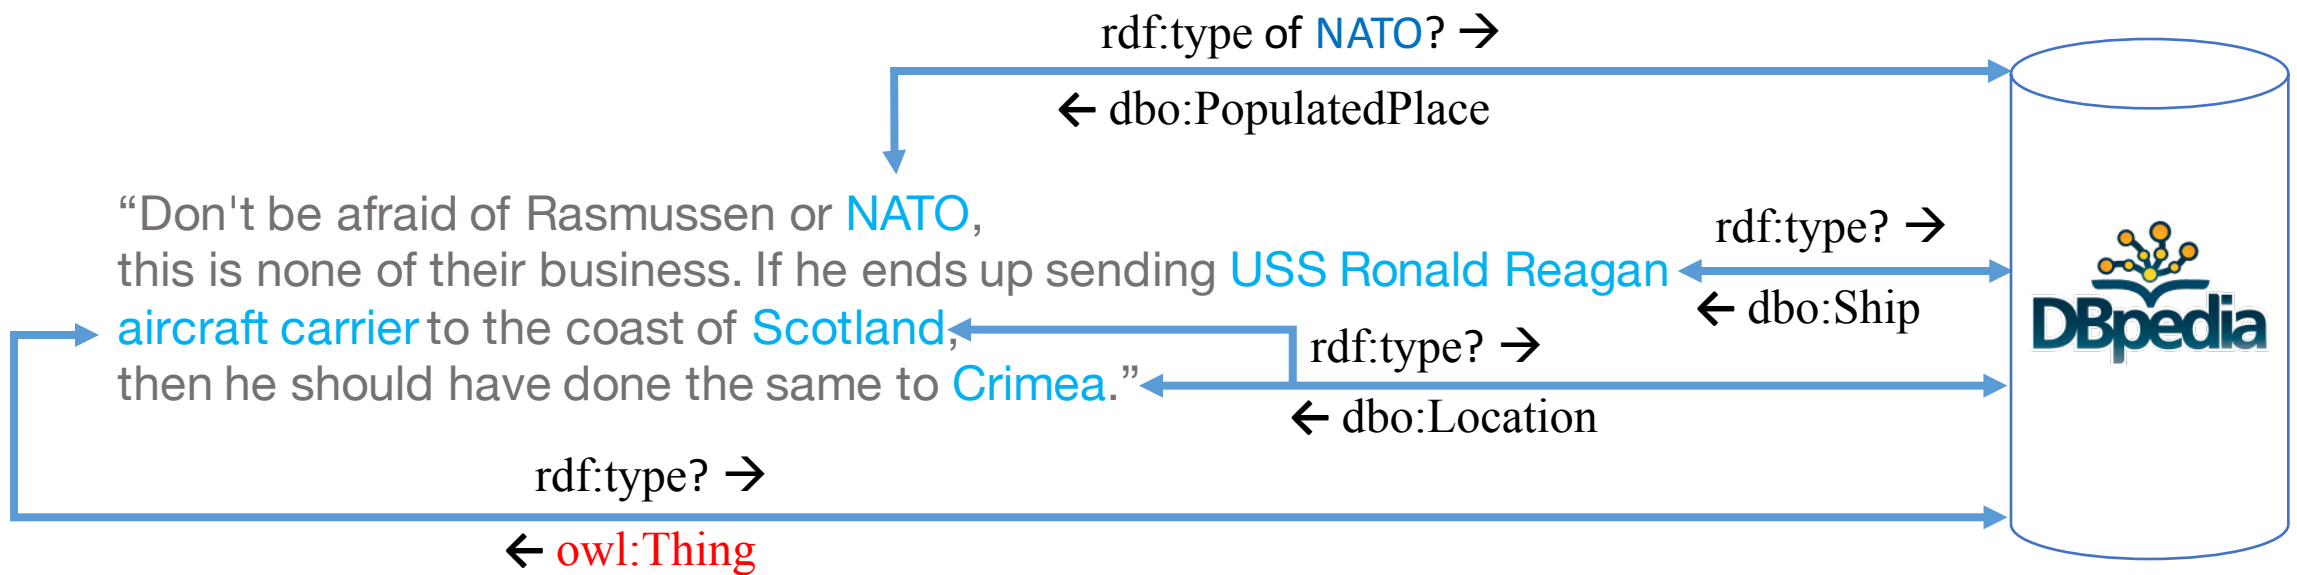 rdf:type of NATO? →
← dbo:PopulatedPlace
“Don't be afraid of Rasmussen or NATO,
this is none of their business. If he ends up sending USS Ronald Reagan
aircraft carrier to the coast of Scotland,
then he should have done the same to Crimea.”
rdf:type? →
← dbo:Ship
rdf:type? →
← dbo:Location
rdf:type? →
← owl:Thing
DBpedia